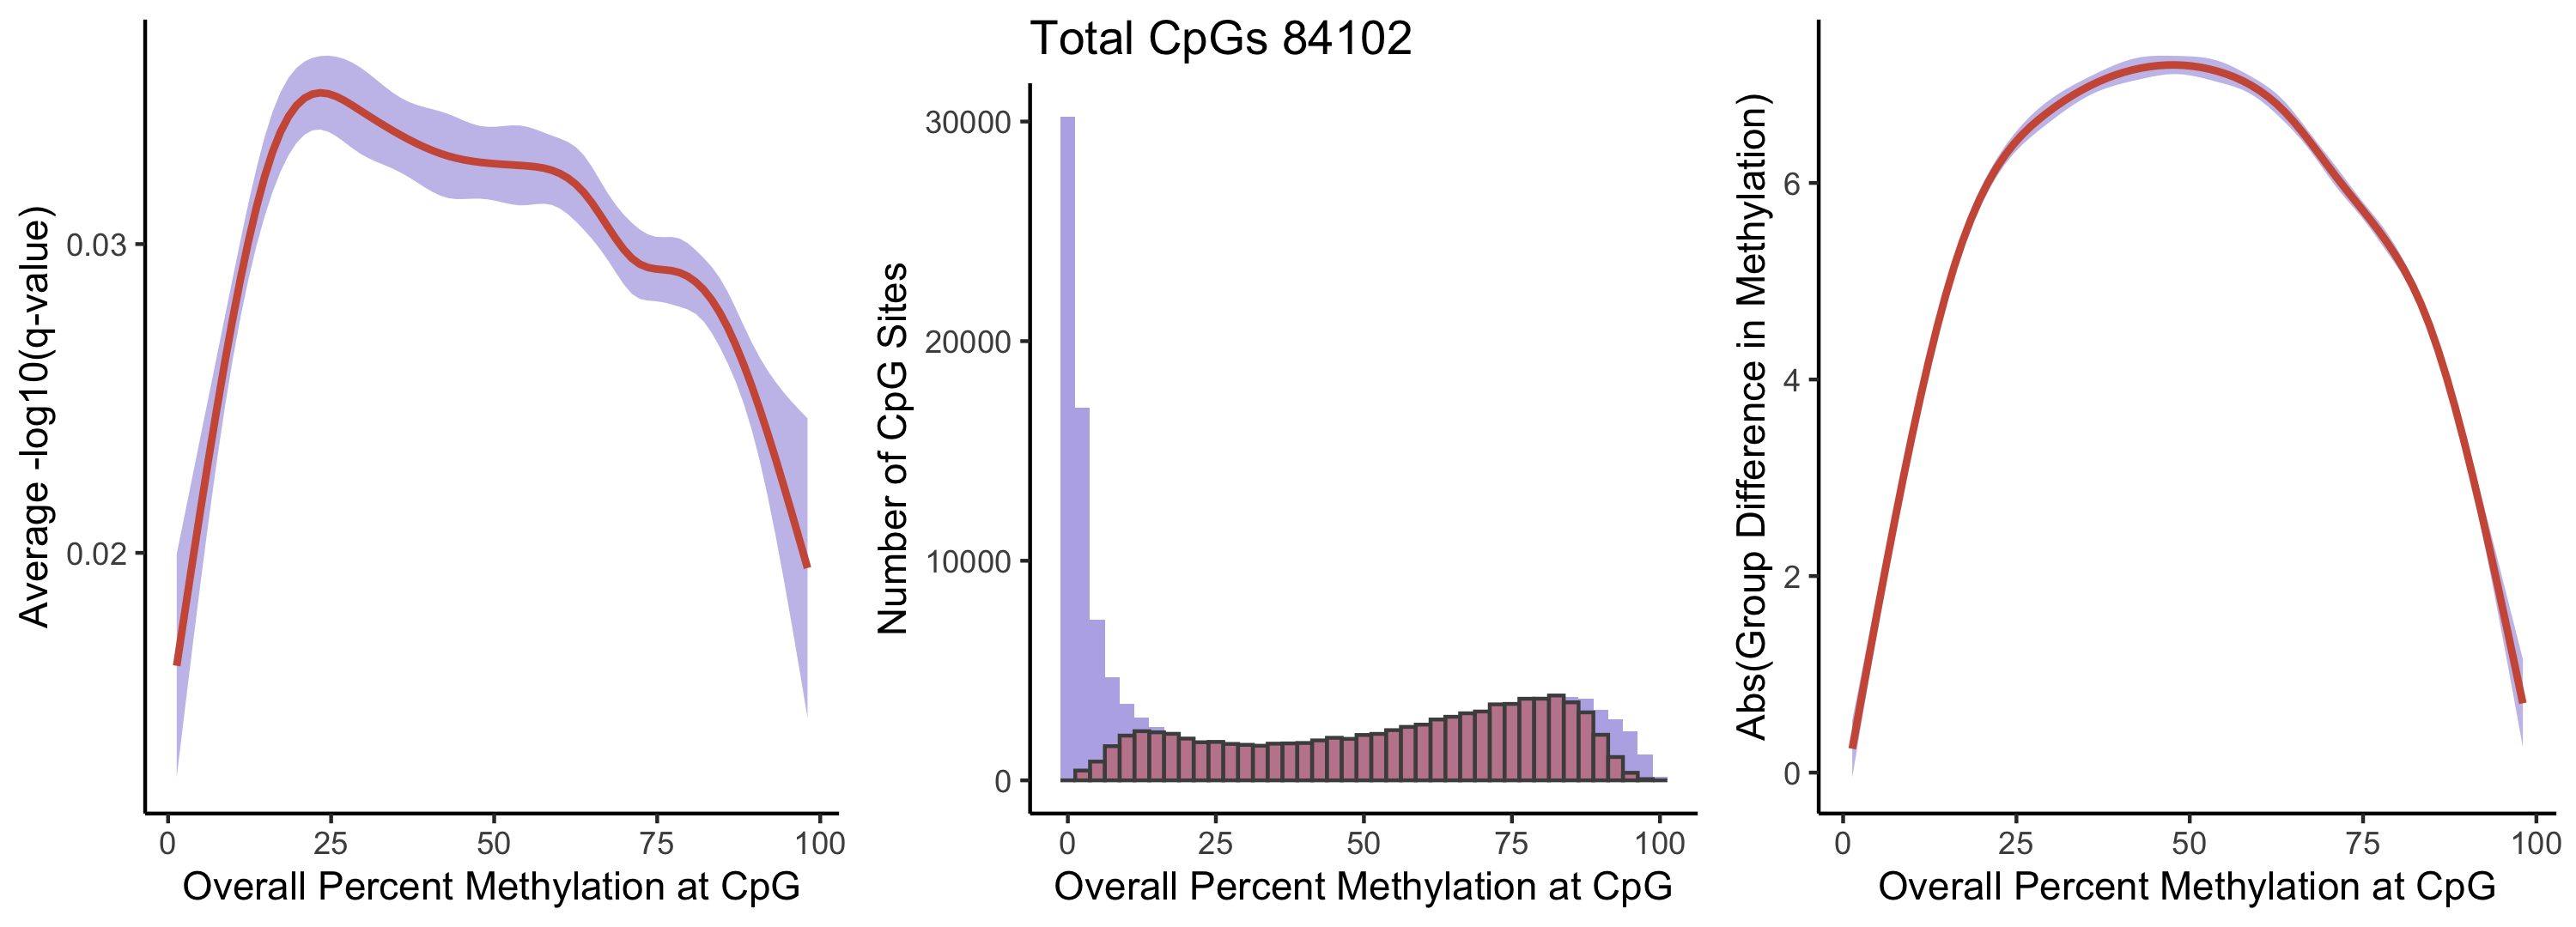 Average -log10(q-value)
0.03
0.02
0 25 50 75 100
Overall Percent Methylation at CpG
Total CpGs 84102
Number of CpG Sites
30000
20000
10000
0
0 25 50 75 100
Overall Percent Methylation at CpG
Abs(Group Difference in Methylation)
6
4
2
0
0 25 50 75 100
Overall Percent Methylation at CpG